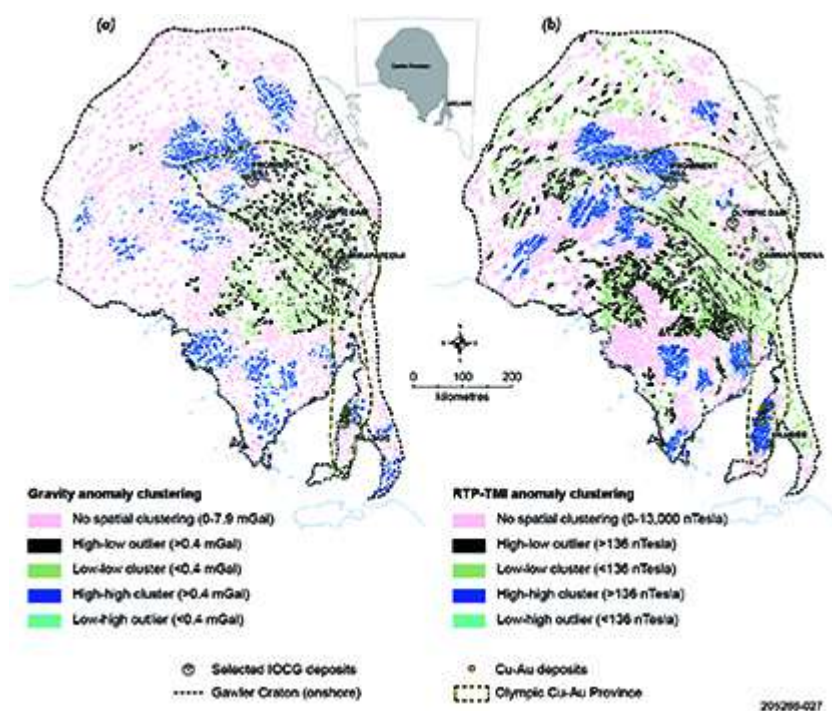 (a)
(b)
OLYMPIC DAM
0 100 200
kilometres
Gravity anomaly clustering
No spatial clustering (0-7.9 mGal)
High-low outlier (>0.4 mGal)
Low-low cluster (<0.4 mGal)
High-high cluster (>0.4 mGal)
Low-high outlier (<0.4 mGal)
RTP-TMI anomaly clustering
No spatial clustering (0-13,000 nTesla)
High-low outlier (>136 nTesla)
Low-low cluster (<136 nTesla)
High-high cluster (>136 nTesla)
Low-high outlier (<136 nTesla)
Selected IOCG deposits
Gawler Craton (onshore)
Cu-Au deposits
Olympic Cu-Au Province